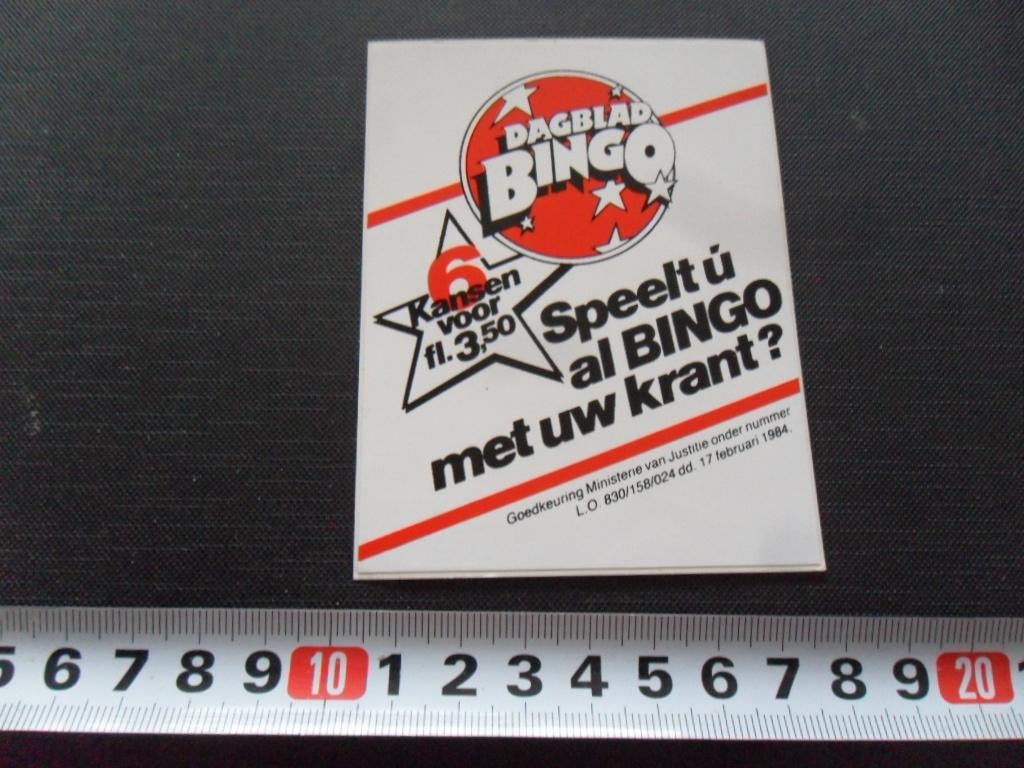 DAGBLAD
BINGO
6
Kansen
voor
fl. 3,50
Speelt ú
al BINGO
met uw krant?
Goedkeuring Ministerie van Justitie onder nummer
L.O. 830/158/024 dd. 17 februari 1984.
5 6 7 8 9 10 1 2 3 4 5 6 7 8 9 20 1